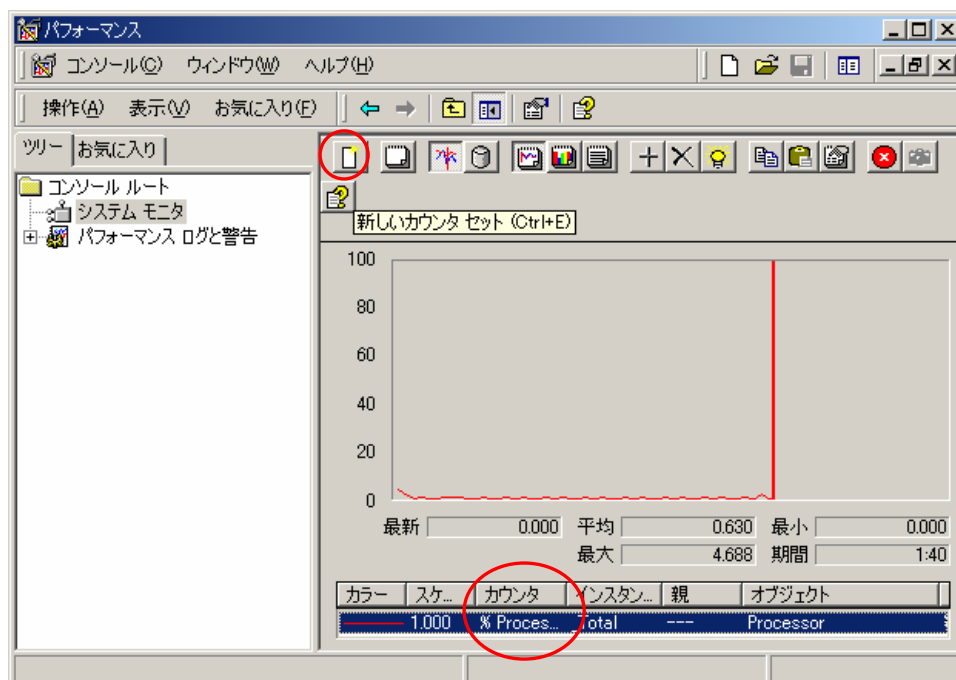 パフォーマンス
コンソール(C) ウィンドウ(W) ヘルプ(H)
操作(A) 表示(V) お気に入り(F)
ツリー お気に入り
コンソール ルート
システム モニタ
パフォーマンス ログと警告
新しいカウンタ セット (Ctrl+E)
100
80
60
40
20
0
最新 0.000 平均 0.630 最小 0.000
最大 4.688 期間 1:40
カラー スケ... カウンタ インスタン... 親 オブジェクト
1.000 % Proces... _Total --- Processor